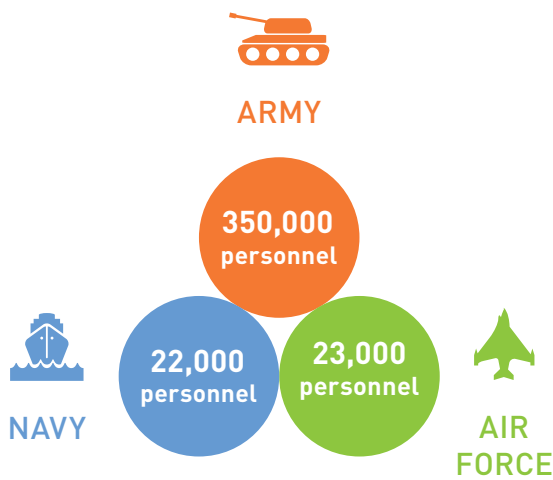 ARMY
350,000
personnel
22,000
personnel
23,000
personnel
NAVY
AIR
FORCE